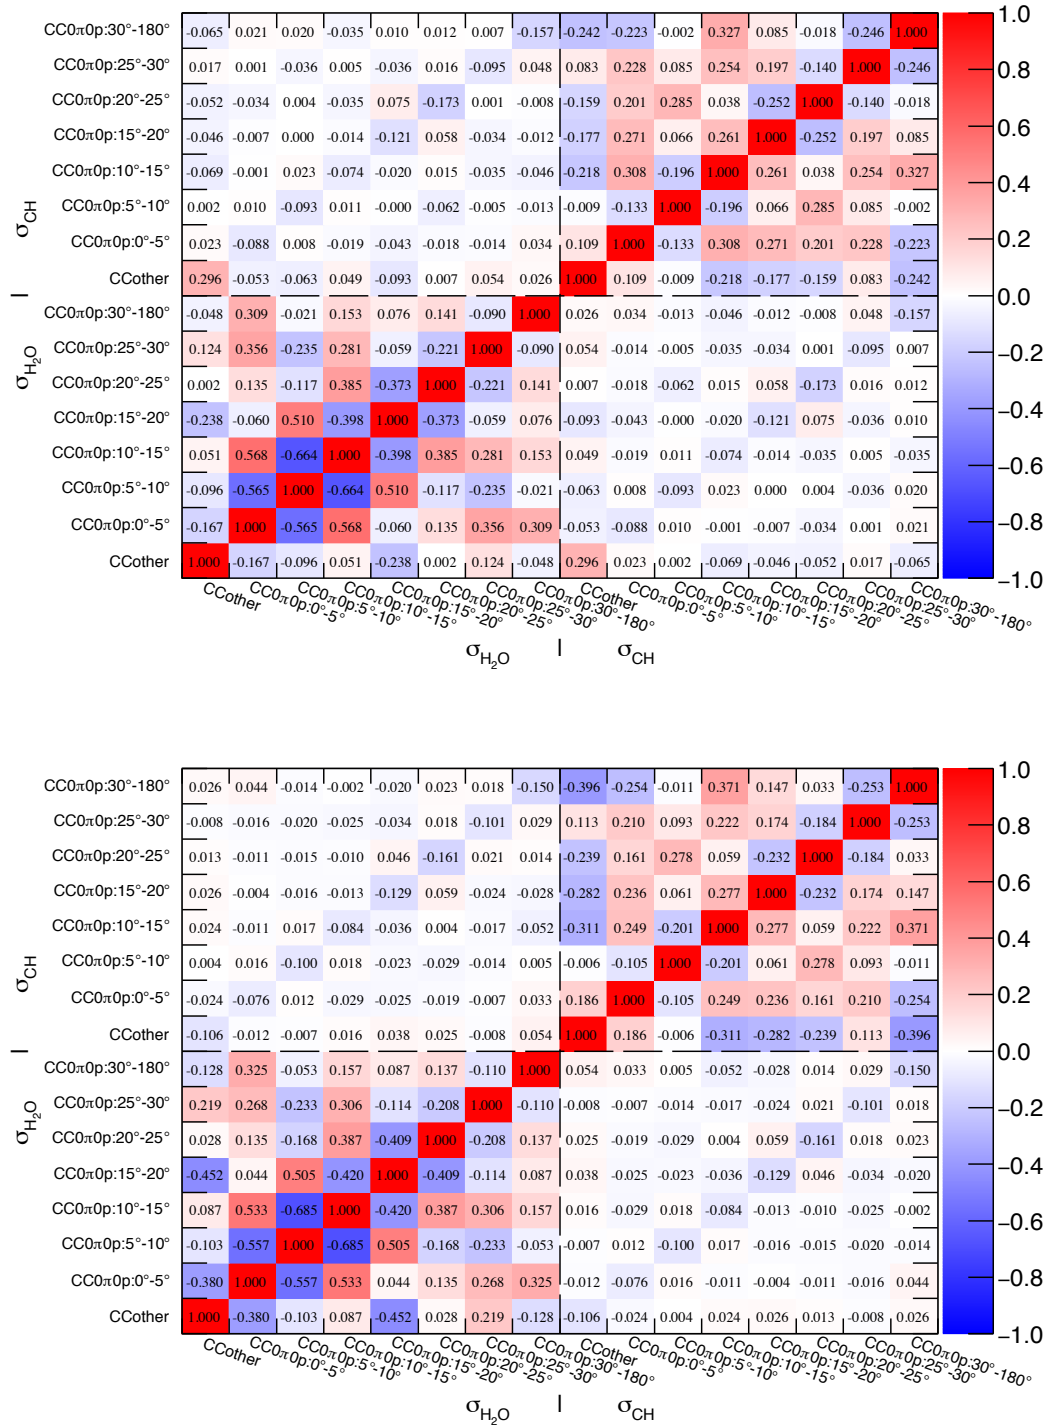 CC0π0p:30°-180° -0.065 0.021 0.020 -0.035 0.010 0.012 0.007 -0.157 -0.242 -0.223 -0.002 0.327 0.085 -0.018 -0.246 1.000 1.0
CC0π0p:25°-30° 0.017 0.001 -0.036 0.005 -0.036 0.016 -0.095 0.048 0.083 0.228 0.085 0.254 0.197 -0.140 1.000 -0.246 0.8
CC0π0p:20°-25° -0.052 -0.034 0.004 -0.035 0.075 -0.173 0.001 -0.008 -0.159 0.201 0.285 0.038 -0.252 1.000 -0.140 -0.018 0.6
CC0π0p:15°-20° -0.046 -0.007 0.000 -0.014 -0.121 0.058 -0.034 -0.012 -0.177 0.271 0.066 0.261 1.000 -0.252 0.197 0.085
CC0π0p:10°-15° -0.069 -0.001 0.023 -0.074 -0.020 0.015 -0.035 -0.046 -0.218 0.308 -0.196 1.000 0.261 0.038 0.254 0.327 0.4
CC0π0p:5°-10° 0.002 0.010 -0.093 0.011 -0.000 -0.062 -0.005 -0.013 -0.009 -0.133 1.000 -0.196 0.066 0.285 0.085 -0.002
σCH
CC0π0p:0°-5° 0.023 -0.088 0.008 -0.019 -0.043 -0.018 -0.014 0.034 0.109 1.000 -0.133 0.308 0.271 0.201 0.228 -0.223 0.2
CCother 0.296 -0.053 -0.063 0.049 -0.093 0.007 0.054 0.026 1.000 0.109 -0.009 -0.218 -0.177 -0.159 0.083 -0.242
| 0.0
CC0π0p:30°-180° -0.048 0.309 -0.021 0.153 0.076 0.141 -0.090 1.000 0.026 0.034 -0.013 -0.046 -0.012 -0.008 0.048 -0.157
σH2O
CC0π0p:25°-30° 0.124 0.356 -0.235 0.281 -0.059 -0.221 1.000 -0.090 0.054 -0.014 -0.005 -0.035 -0.034 0.001 -0.095 0.007 −0.2
CC0π0p:20°-25° 0.002 0.135 -0.117 0.385 -0.373 1.000 -0.221 0.141 0.007 -0.018 -0.062 0.015 0.058 -0.173 0.016 0.012
CC0π0p:15°-20° -0.238 -0.060 0.510 -0.398 1.000 -0.373 -0.059 0.076 -0.093 -0.043 -0.000 -0.020 -0.121 0.075 -0.036 0.010 −0.4
CC0π0p:10°-15° 0.051 0.568 -0.664 1.000 -0.398 0.385 0.281 0.153 0.049 -0.019 0.011 -0.074 -0.014 -0.035 0.005 -0.035 −0.6
CC0π0p:5°-10° -0.096 -0.565 1.000 -0.664 0.510 -0.117 -0.235 -0.021 -0.063 0.008 -0.093 0.023 0.000 0.004 -0.036 0.020
CC0π0p:0°-5° -0.167 1.000 -0.565 0.568 -0.060 0.135 0.356 0.309 -0.053 -0.088 0.010 -0.001 -0.007 -0.034 0.001 0.021 −0.8
CCother 1.000 -0.167 -0.096 0.051 -0.238 0.002 0.124 -0.048 0.296 0.023 0.002 -0.069 -0.046 -0.052 0.017 -0.065 −1.0
CCother CC0π0p:0°-5° CC0π0p:5°-10° CC0π0p:10°-15° CC0π0p:15°-20° CC0π0p:20°-25° CC0π0p:25°-30° CC0π0p:30°-180° CCother CC0π0p:0°-5° CC0π0p:5°-10° CC0π0p:10°-15° CC0π0p:15°-20° CC0π0p:20°-25° CC0π0p:25°-30° CC0π0p:30°-180°
σH2O | σCH
CC0π0p:30°-180° 0.026 0.044 -0.014 -0.002 -0.020 0.023 0.018 -0.150 -0.396 -0.254 -0.011 0.371 0.147 0.033 -0.253 1.000 1.0
CC0π0p:25°-30° -0.008 -0.016 -0.020 -0.025 -0.034 0.018 -0.101 0.029 0.113 0.210 0.093 0.222 0.174 -0.184 1.000 -0.253 0.8
CC0π0p:20°-25° 0.013 -0.011 -0.015 -0.010 0.046 -0.161 0.021 0.014 -0.239 0.161 0.278 0.059 -0.232 1.000 -0.184 0.033 0.6
CC0π0p:15°-20° 0.026 -0.004 -0.016 -0.013 -0.129 0.059 -0.024 -0.028 -0.282 0.236 0.061 0.277 1.000 -0.232 0.174 0.147
CC0π0p:10°-15° 0.024 -0.011 0.017 -0.084 -0.036 0.004 -0.017 -0.052 -0.311 0.249 -0.201 1.000 0.277 0.059 0.222 0.371 0.4
CC0π0p:5°-10° 0.004 0.016 -0.100 0.018 -0.023 -0.029 -0.014 0.005 -0.006 -0.105 1.000 -0.201 0.061 0.278 0.093 -0.011
σCH
CC0π0p:0°-5° -0.024 -0.076 0.012 -0.029 -0.025 -0.019 -0.007 0.033 0.186 1.000 -0.105 0.249 0.236 0.161 0.210 -0.254 0.2
CCother -0.106 -0.012 -0.007 0.016 0.038 0.025 -0.008 0.054 1.000 0.186 -0.006 -0.311 -0.282 -0.239 0.113 -0.396
| 0.0
CC0π0p:30°-180° -0.128 0.325 -0.053 0.157 0.087 0.137 -0.110 1.000 0.054 0.033 0.005 -0.052 -0.028 0.014 0.029 -0.150
σH2O
CC0π0p:25°-30° 0.219 0.268 -0.233 0.306 -0.114 -0.208 1.000 -0.110 -0.008 -0.007 -0.014 -0.017 -0.024 0.021 -0.101 0.018 −0.2
CC0π0p:20°-25° 0.028 0.135 -0.168 0.387 -0.409 1.000 -0.208 0.137 0.025 -0.019 -0.029 0.004 0.059 -0.161 0.018 0.023
CC0π0p:15°-20° -0.452 0.044 0.505 -0.420 1.000 -0.409 -0.114 0.087 0.038 -0.025 -0.023 -0.036 -0.129 0.046 -0.034 -0.020 −0.4
CC0π0p:10°-15° 0.087 0.533 -0.685 1.000 -0.420 0.387 0.306 0.157 0.016 -0.029 0.018 -0.084 -0.013 -0.010 -0.025 -0.002 −0.6
CC0π0p:5°-10° -0.103 -0.557 1.000 -0.685 0.505 -0.168 -0.233 -0.053 -0.007 0.012 -0.100 0.017 -0.016 -0.015 -0.020 -0.014
CC0π0p:0°-5° -0.380 1.000 -0.557 0.533 0.044 0.135 0.268 0.325 -0.012 -0.076 0.016 -0.011 -0.004 -0.011 -0.016 0.044 −0.8
CCother 1.000 -0.380 -0.103 0.087 -0.452 0.028 0.219 -0.128 -0.106 -0.024 0.004 0.024 0.026 0.013 -0.008 0.026 −1.0
CCother CC0π0p:0°-5° CC0π0p:5°-10° CC0π0p:10°-15° CC0π0p:15°-20° CC0π0p:20°-25° CC0π0p:25°-30° CC0π0p:30°-180° CCother CC0π0p:0°-5° CC0π0p:5°-10° CC0π0p:10°-15° CC0π0p:15°-20° CC0π0p:20°-25° CC0π0p:25°-30° CC0π0p:30°-180°
σH2O | σCH